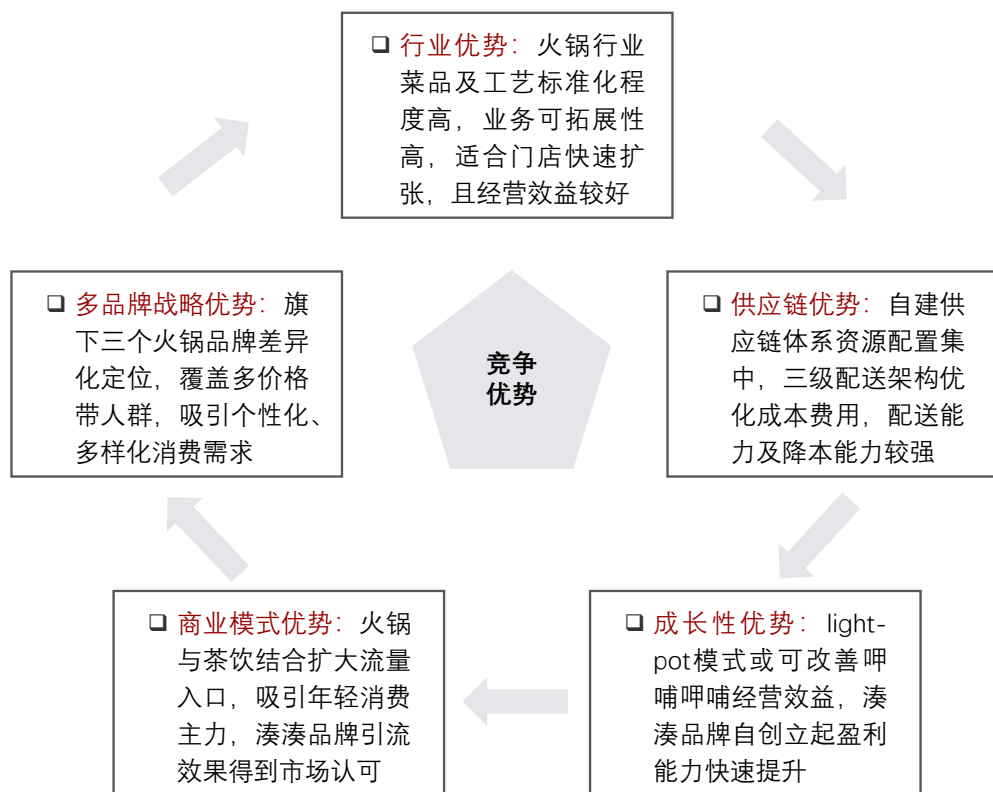 行业优势：火锅行业
菜品及工艺标准化程
度高，业务可拓展性
高，适合门店快速扩
张，且经营效益较好
供应链优势：自建供
应链体系资源配置集
中，三级配送架构优
化成本费用，配送能
力及降本能力较强
成长性优势：light-
pot模式或可改善呷
哺呷哺经营效益，凑
凑品牌自创立起盈利
能力快速提升
商业模式优势：火锅
与茶饮结合扩大流量
入口，吸引年轻消费
主力，湊湊品牌引流
效果得到市场认可
多品牌战略优势：旗
下三个火锅品牌差异
化定位，覆盖多价格
带人群，吸引个性化、
多样化消费需求
竞争
优势